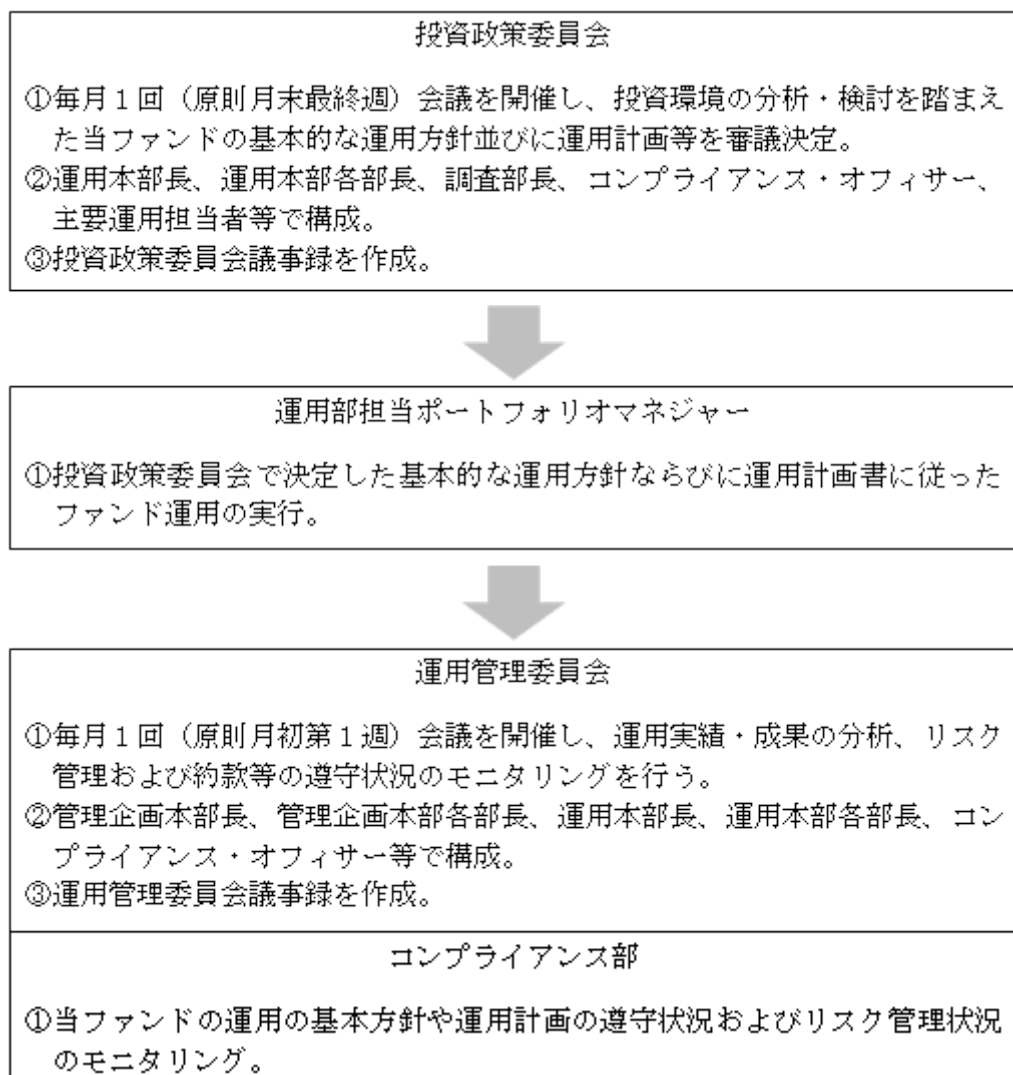 投資政策委員会
①毎月１回（原則月末最終週）会議を開催し、投資環境の分析・検討を踏まえ
た当ファンドの基本的な運用方針並びに運用計画等を審議決定。
②運用本部長、運用本部各部長、調査部長、コンプライアンス・オフィサー、
主要運用担当者等で構成。
③投資政策委員会議事録を作成。
運用部担当ポートフォリオマネジャー
①投資政策委員会で決定した基本的な運用方針ならびに運用計画書に従った
ファンド運用の実行。
運用管理委員会
①毎月１回（原則月初第１週）会議を開催し、運用実績・成果の分析、リスク
管理および約款等の遵守状況のモニタリングを行う。
②管理企画本部長、管理企画本部各部長、運用本部長、運用本部各部長、コン
プライアンス・オフィサー等で構成。
③運用管理委員会議事録を作成。
コンプライアンス部
①当ファンドの運用の基本方針や運用計画の遵守状況およびリスク管理状況
のモニタリング。